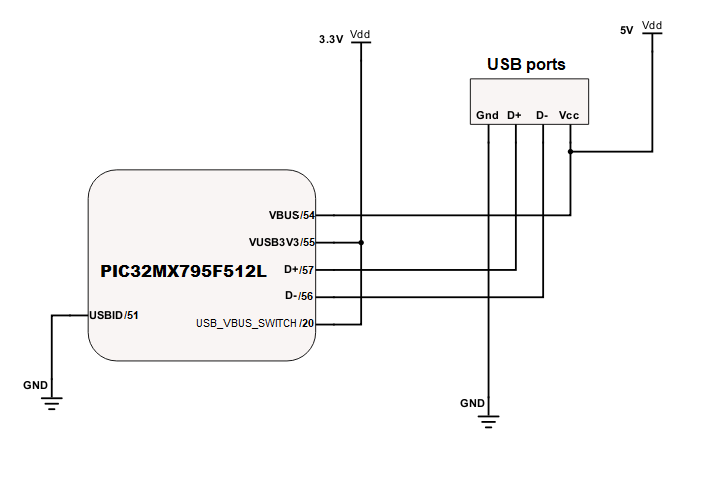 3.3V Vdd
5V Vdd
USB ports
Gnd D+ D- Vcc
VBUS/54
VUSB3V3/55
PIC32MX795F512L
D+/57
D-/56
USBID/51
USB_VBUS_SWITCH/20
GND
GND